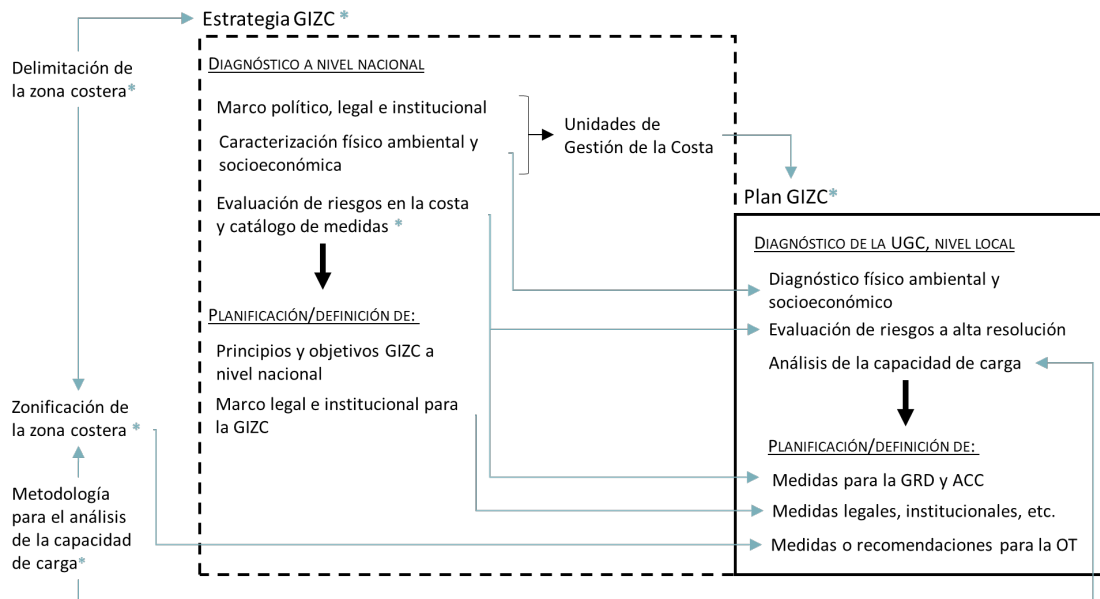 Estrategia GIZC *
Delimitación de
la zona costera*
DIAGNÓSTICO A NIVEL NACIONAL
Marco político, legal e institucional
Caracterización físico ambiental y
socioeconómica
Evaluación de riesgos en la costa
y catálogo de medidas *
Unidades de
Gestión de la Costa
PLANIFICACIÓN/DEFINICIÓN DE:
Principios y objetivos GIZC a
nivel nacional
Marco legal e institucional para
la GIZC
Zonificación de
la zona costera *
Metodología
para el análisis
de la capacidad
de carga*
Plan GIZC*
DIAGNÓSTICO DE LA UGC, NIVEL LOCAL
Diagnóstico físico ambiental y
socioeconómico
Evaluación de riesgos a alta resolución
Análisis de la capacidad de carga
PLANIFICACIÓN/DEFINICIÓN DE:
Medidas para la GRD y ACC
Medidas legales, institucionales, etc.
Medidas o recomendaciones para la OT